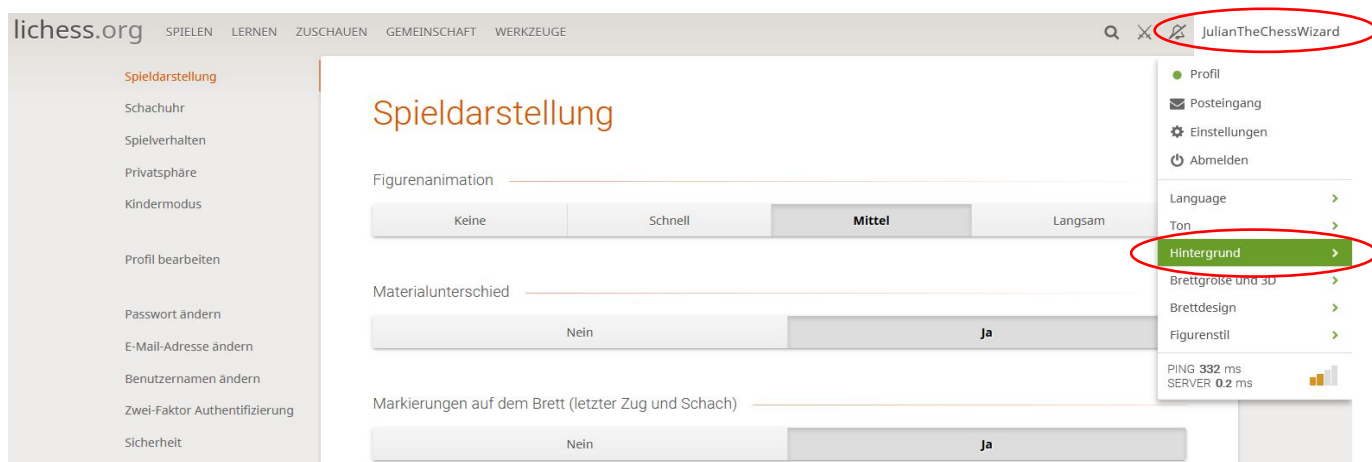 lichess.org SPIELEN LERNEN ZUSCHAUEN GEMEINSCHAFT WERKZEUGE JulianTheChessWizard
Spieldarstellung
Schachuhr
Spielverhalten
Privatsphäre
Kindermodus
Profil bearbeiten
Passwort ändern
E-Mail-Adresse ändern
Benutzernamen ändern
Zwei-Faktor Authentifizierung
Sicherheit
Spieldarstellung
Figurenanimation
Keine Schnell Mittel Langsam
Materialunterschied
Nein Ja
Markierungen auf dem Brett (letzter Zug und Schach)
Nein Ja
Profil
Posteingang
Einstellungen
Abmelden
Language
Ton
Hintergrund
Brettgröße und 3D
Brettdesign
Figurenstil
PING 332 ms
SERVER 0.2 ms